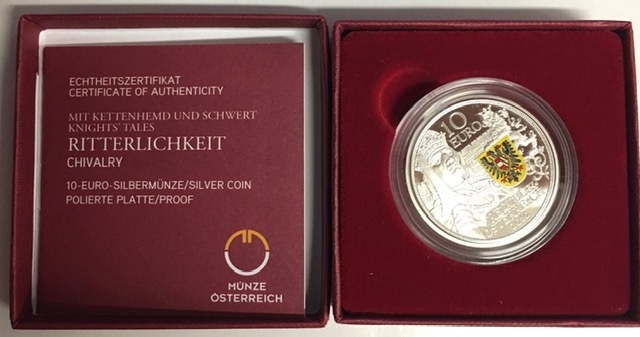 ECHTHEITSZERTIFIKAT
CERTIFICATE OF AUTHENTICITY
MIT KETTENHEMD UND SCHWERT
KNIGHTS' TALES
RITTERLICHKEIT
CHIVALRY
10-EURO-SILBERMÜNZE/SILVER COIN
POLIERTE PLATTE/PROOF
MÜNZE
ÖSTERREICH
10
EURO